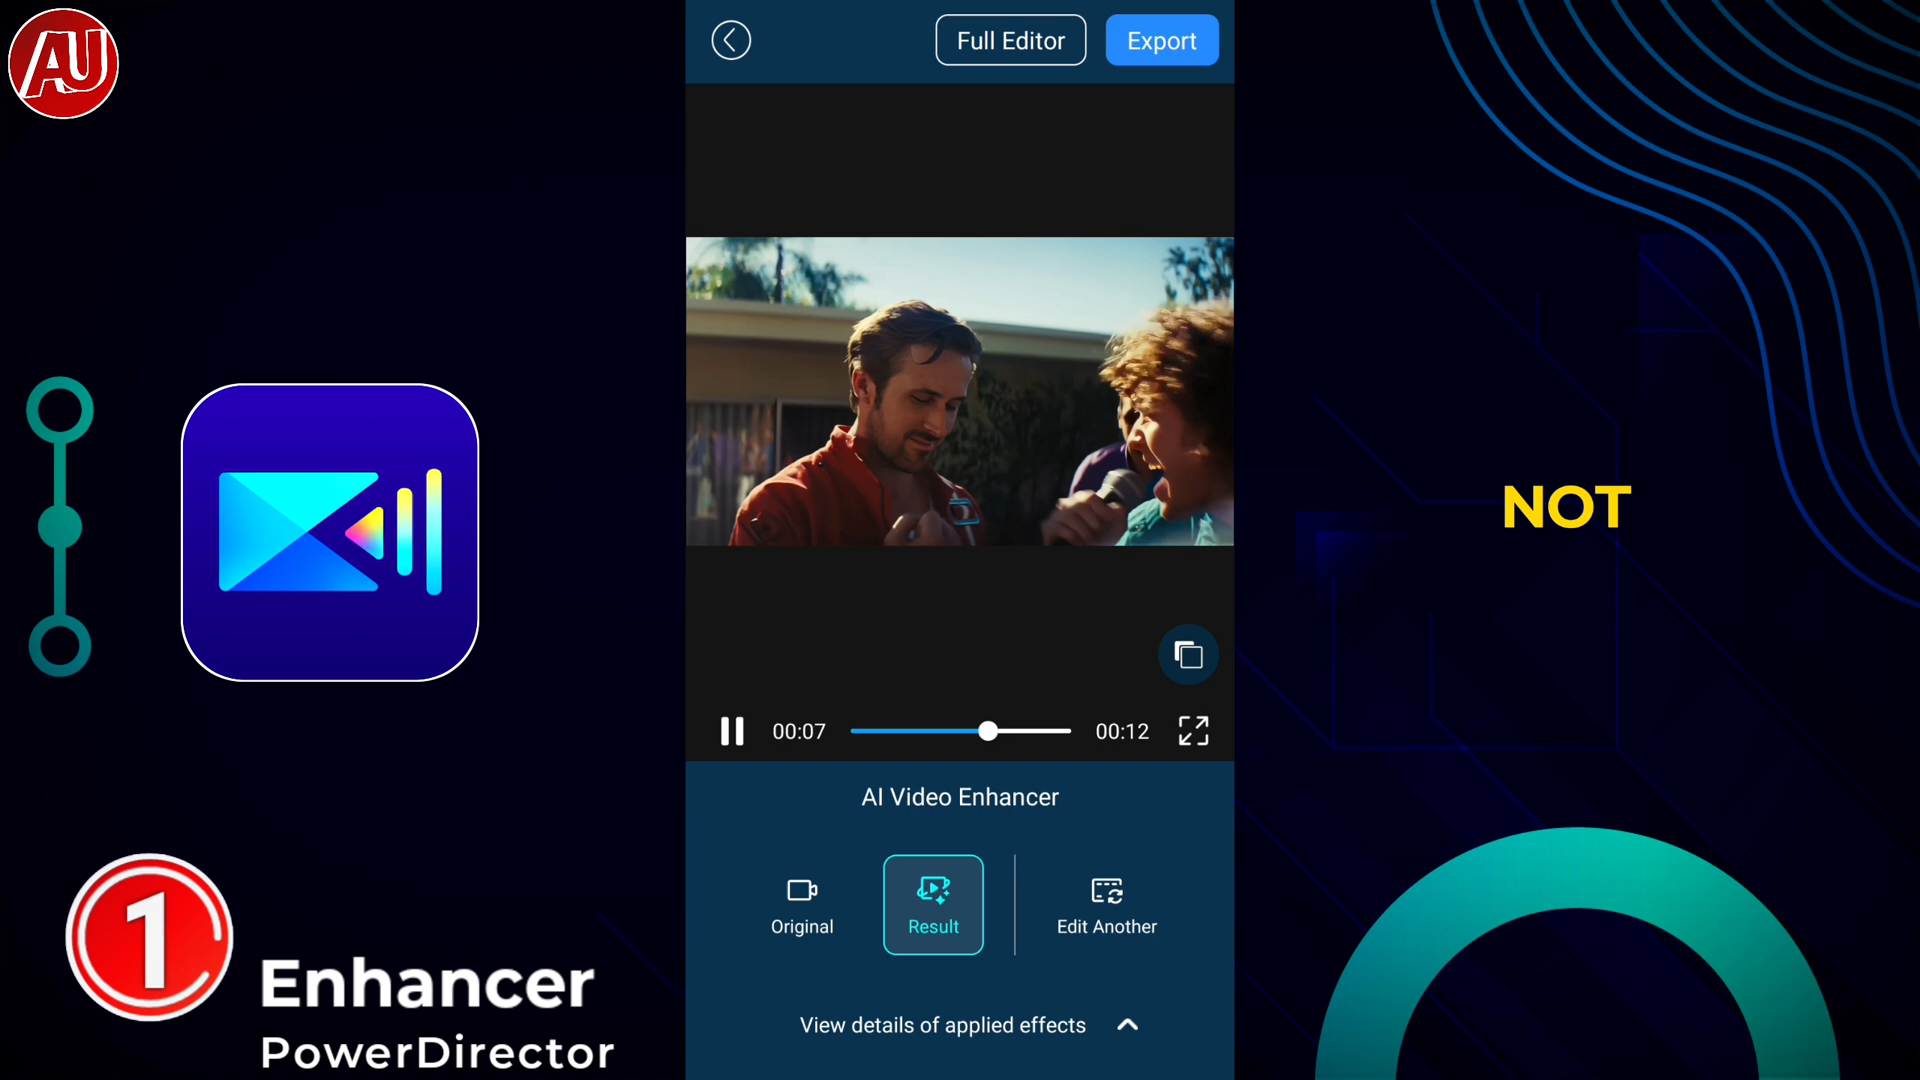 AU
Full Editor
Export
NOT
00:07
00:12
AI Video Enhancer
Original
Result
Edit Another
View details of applied effects
1
Enhancer
PowerDirector